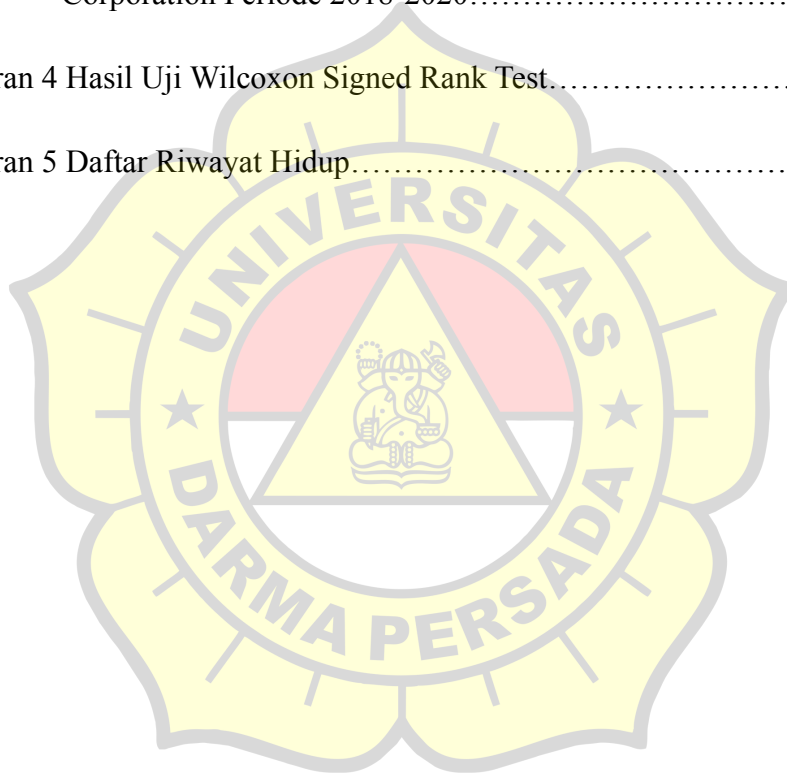 Corporation Periode 2018-2020……………………………
ran 4 Hasil Uji Wilcoxon Signed Rank Test……………………
ran 5 Daftar Riwayat Hidup……………………………………
UNIVERSITAS
DARMA PERSADA